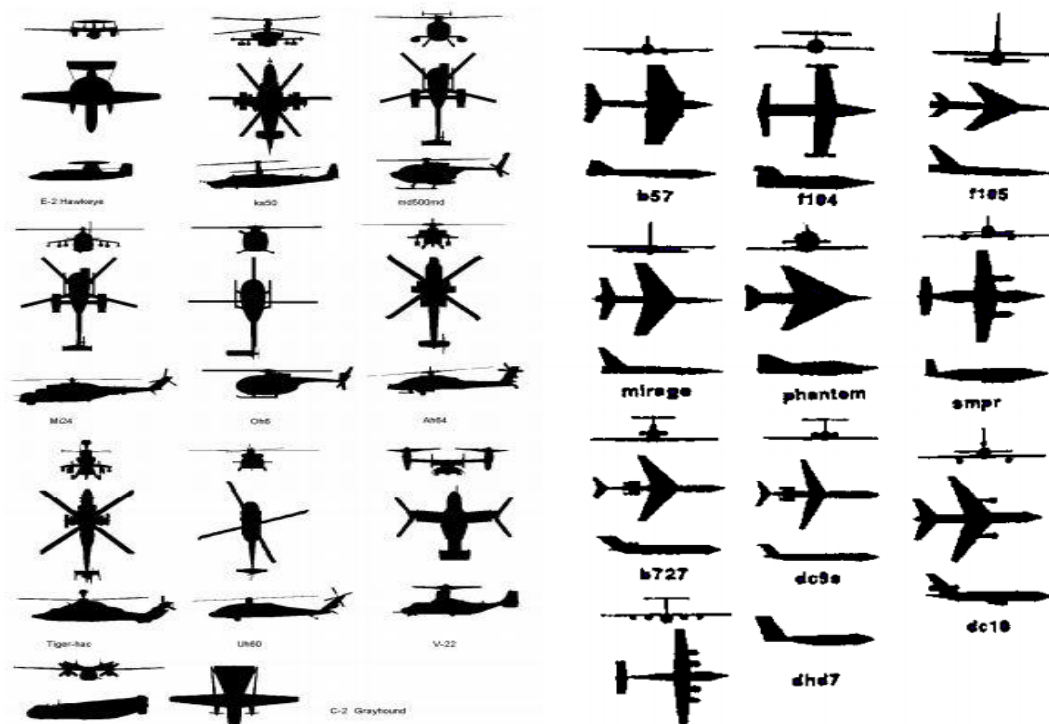 E-2 Hawkeye
ka50
md500md
b57
f104
f105
Mi24
Oh6
Ah64
mirage
phantom
smpr
Tiger-hac
Uh60
V-22
b727
dc9s
dc10
C-2 Grayhound
dhd7